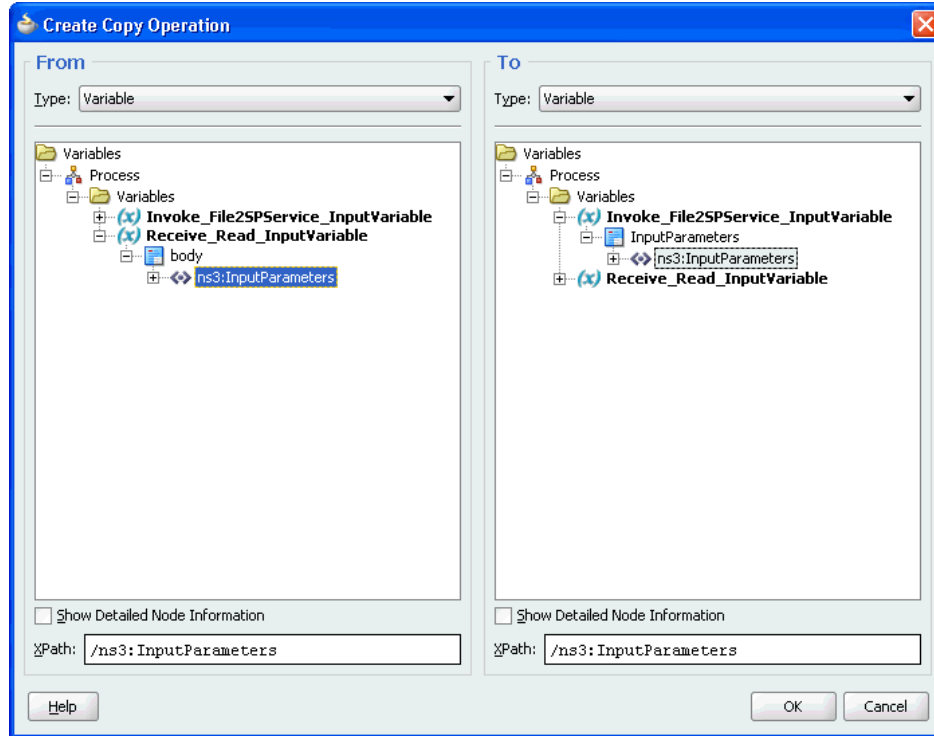 Create Copy Operation
From
Type: Variable
Variables
Process
Variables
(x) Invoke_File2SPService_InputVariable
(x) Receive_Read_InputVariable
body
ns3:InputParameters
Show Detailed Node Information
XPath: /ns3:InputParameters
To
Type: Variable
Variables
Process
Variables
(x) Invoke_File2SPService_InputVariable
InputParameters
ns3:InputParameters
(x) Receive_Read_InputVariable
Show Detailed Node Information
XPath: /ns3:InputParameters
Help
OK
Cancel